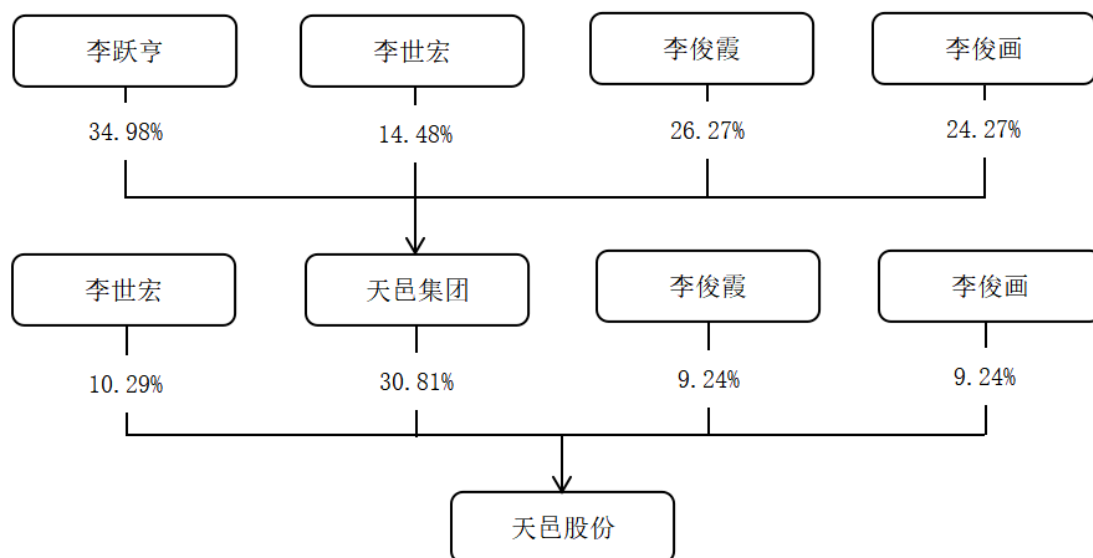 李跃亨 李世宏 李俊霞 李俊画
34.98% 14.48% 26.27% 24.27%
李世宏 天邑集团 李俊霞 李俊画
10.29% 30.81% 9.24% 9.24%
天邑股份